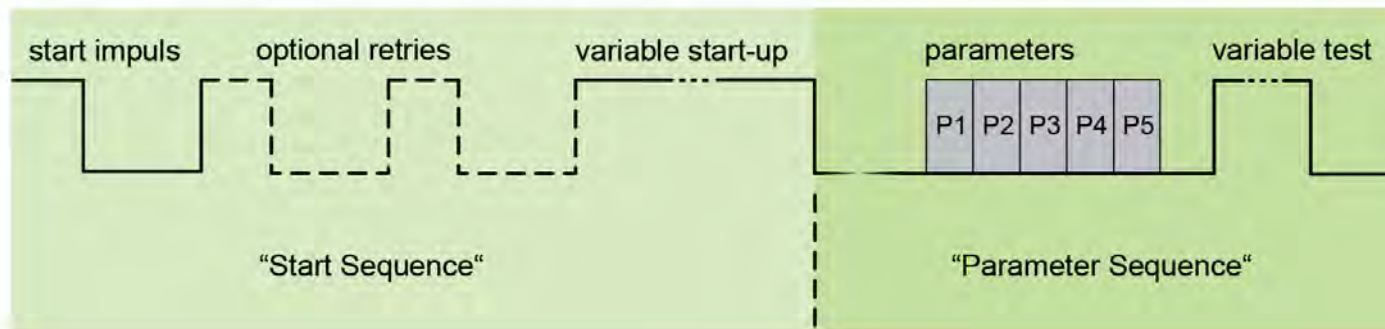 start impuls optional retries variable start-up parameters variable test
P1 P2 P3 P4 P5
“Start Sequence“ “Parameter Sequence“